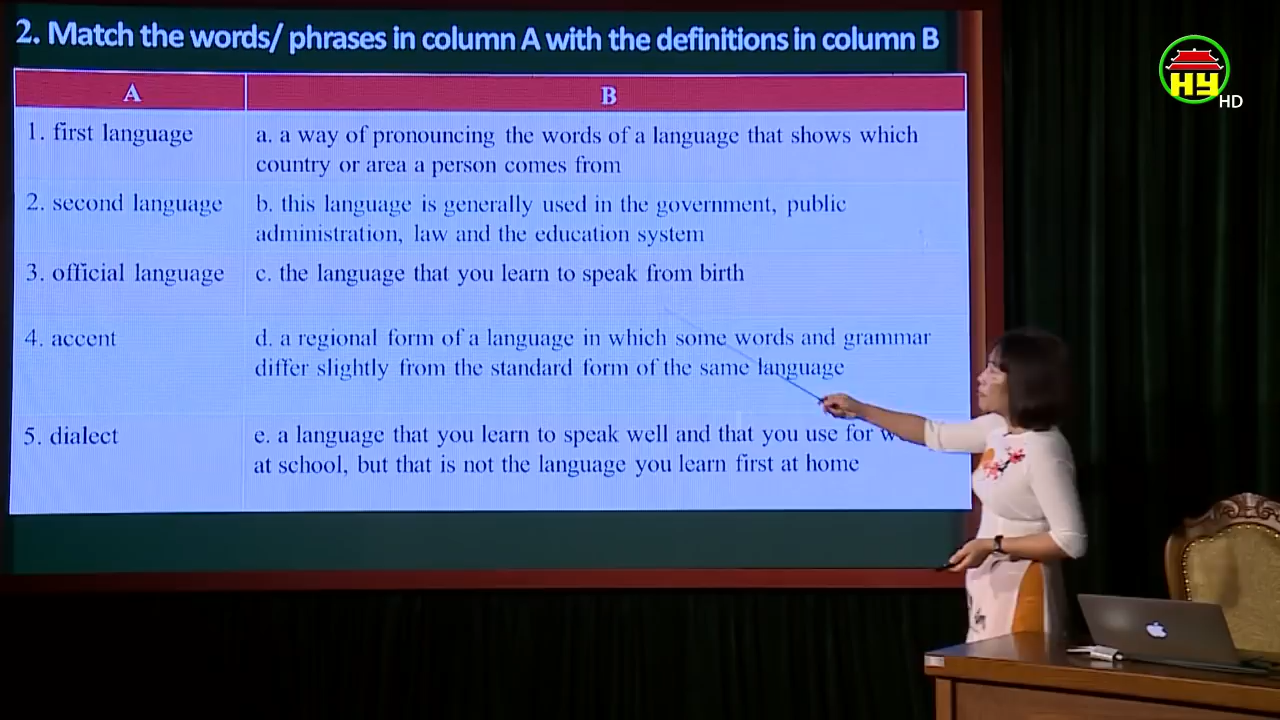 2. Match the words/ phrases in column A with the definitions in column B
A
B
1. first language
a. a way of pronouncing the words of a language that shows which
country or area a person comes from
2. second language
b. this language is generally used in the government, public
administration, law and the education system
3. official language
c. the language that you learn to speak from birth
4. accent
d. a regional form of a language in which some words and grammar
differ slightly from the standard form of the same language
5. dialect
e. a language that you learn to speak well and that you use for
at school, but that is not the language you learn first at home
HY
HD